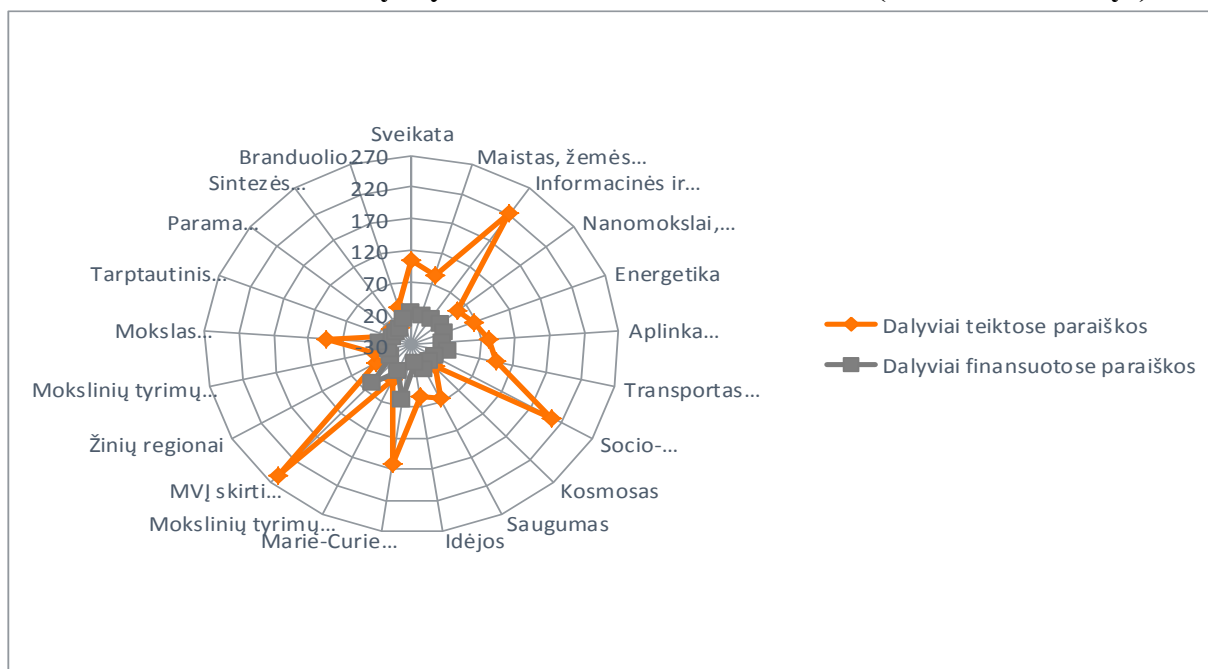 Sveikata
Maistas, žemės...
Informacinės ir...
Nanomokslai,...
Energetika
Aplinka...
Transportas...
Socio-...
Kosmosas
Saugumas
Idėjos
Marie-Curie...
Mokslinių tyrimų...
MVĮ skirti...
Žinių regionai
Mokslinių tyrimų...
Mokslas...
Tarptautinis...
Parama...
Sintezės...
Branduolio
270
220
170
120
70
20
-30
Dalyviai teiktose paraiškos
Dalyviai finansuotose paraiškos